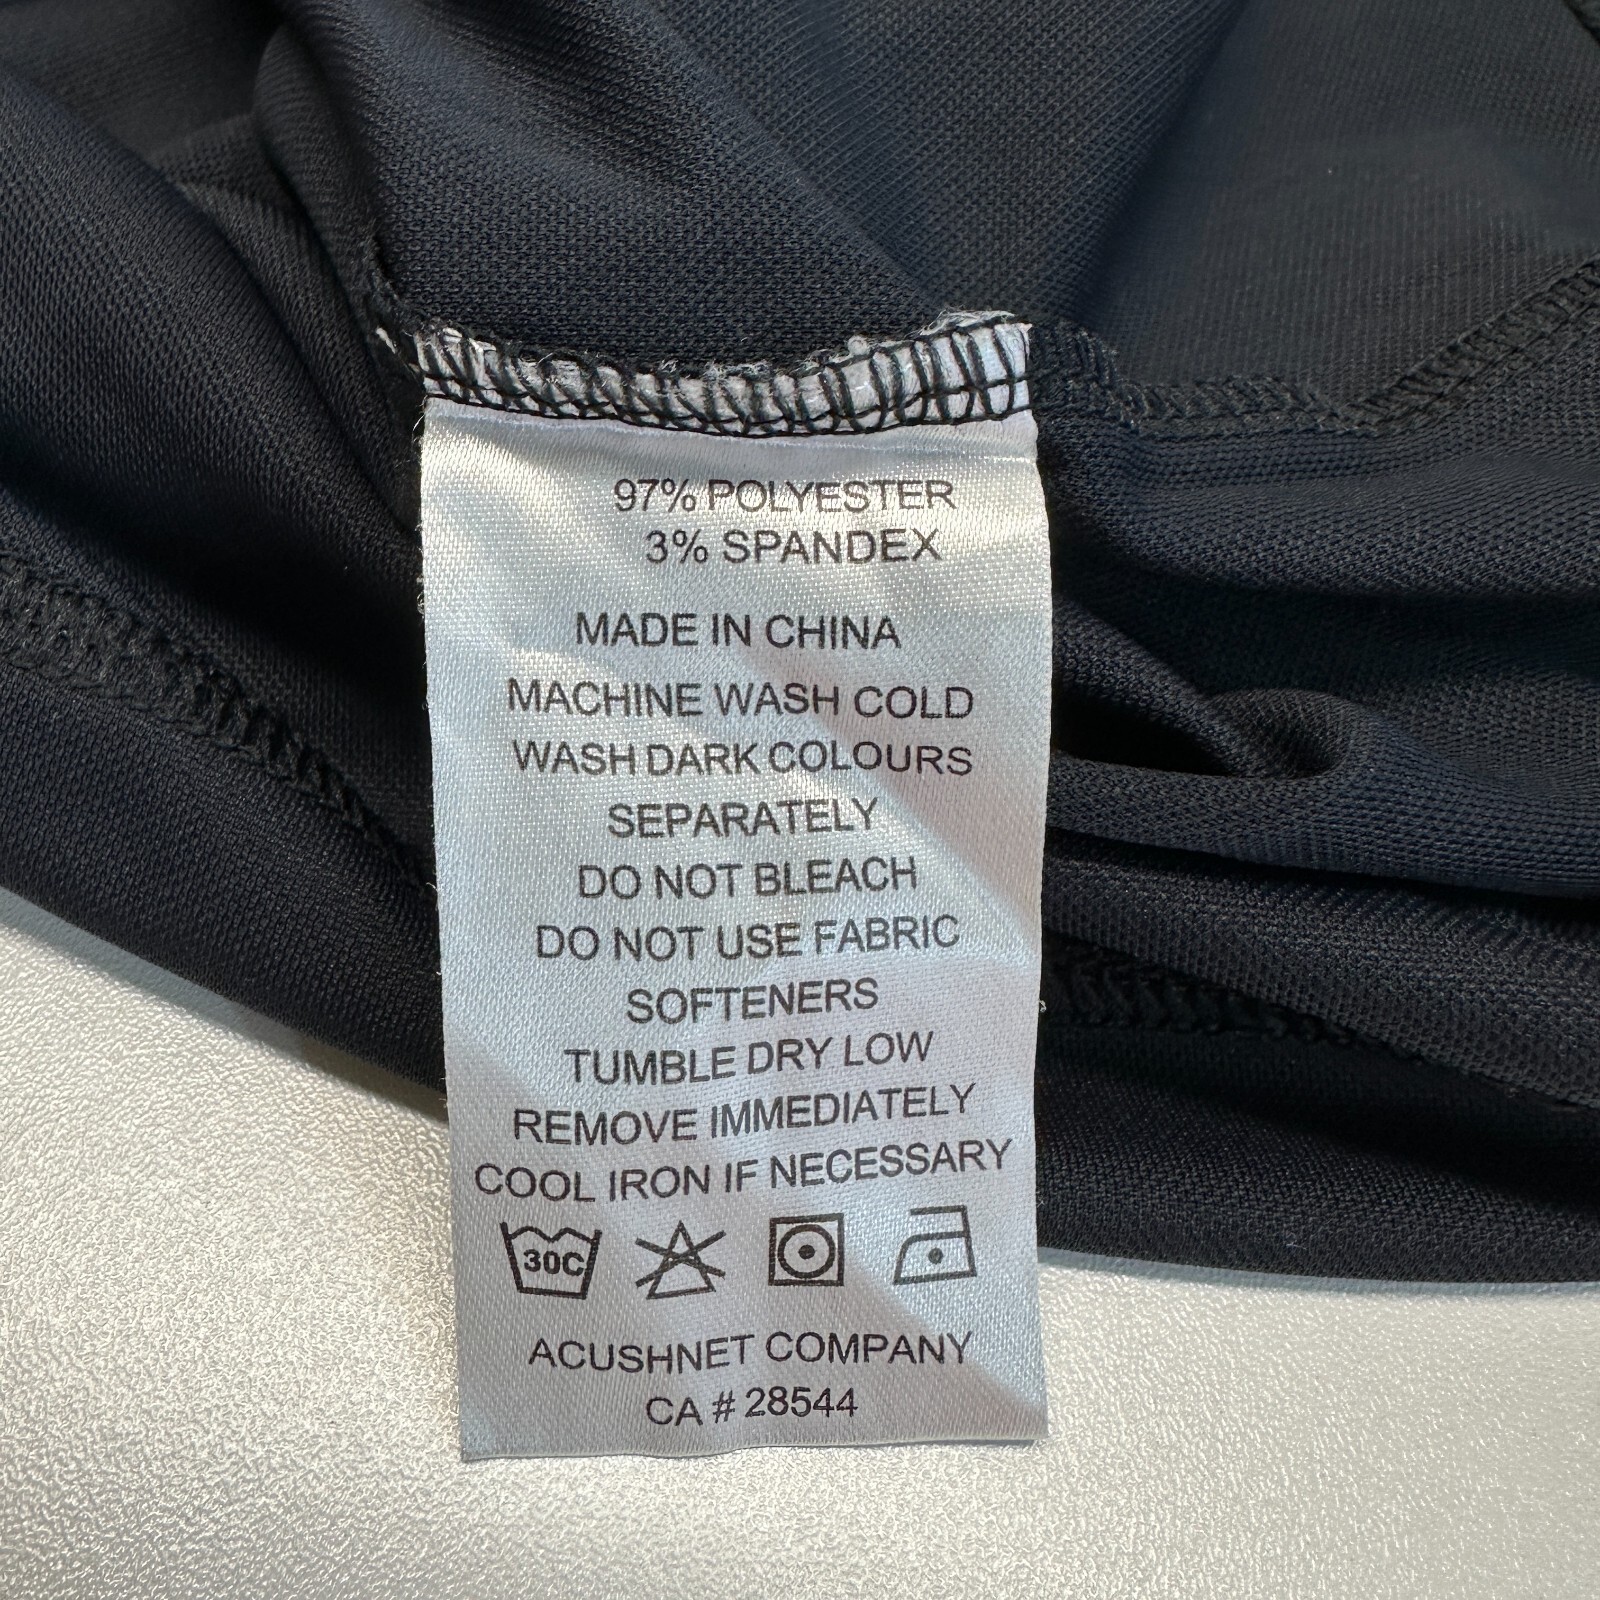 97% POLYESTER
3% SPANDEX
MADE IN CHINA
MACHINE WASH COLD
WASH DARK COLOURS
SEPARATELY
DO NOT BLEACH
DO NOT USE FABRIC
SOFTENERS
TUMBLE DRY LOW
REMOVE IMMEDIATELY
COOL IRON IF NECESSARY
30C
ACUSHNET COMPANY
CA # 28544